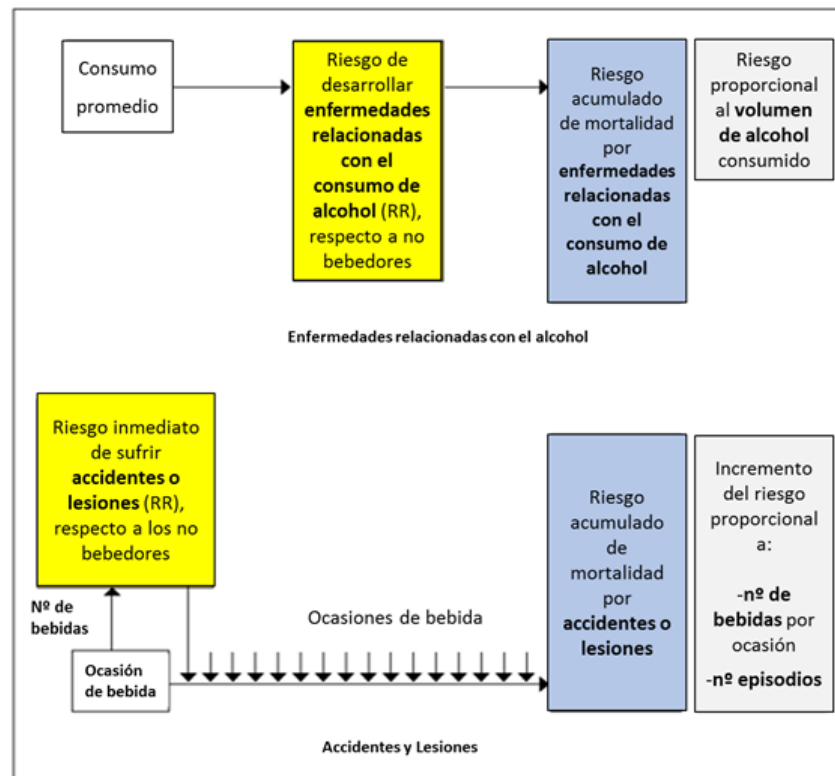 Consumo
promedio
Riesgo de
desarrollar
enfermedades
relacionadas
con el
consumo de
alcohol (RR),
respecto a no
bebedores
Riesgo
acumulado
de mortalidad
por
enfermedades
relacionadas
con el
consumo de
alcohol
Riesgo
proporcional
al volumen
de alcohol
consumido
Enfermedades relacionadas con el alcohol
Riesgo inmediato
de sufrir
accidentes o
lesiones (RR),
respecto a los no
bebedores
Nº de
bebidas
Ocasión
de bebida
Ocasiones de bebida
Riesgo
acumulado
de
mortalidad
por
accidentes o
lesiones
Incremento
del riesgo
proporcional
a:
-nº de
bebidas por
ocasión
-nº episodios
Accidentes y Lesiones